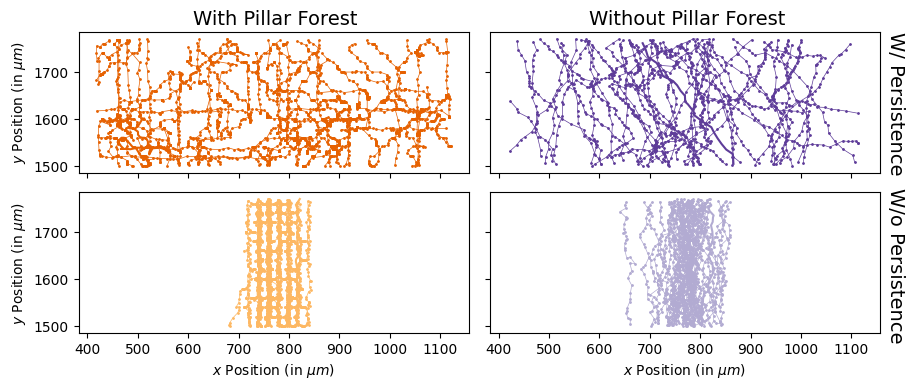 With Pillar Forest
Without Pillar Forest
y Position (in μm)
1700
1600
1500
W/ Persistence
y Position (in μm)
1700
1600
1500
W/o Persistence
400 500 600 700 800 900 1000 1100
400 500 600 700 800 900 1000 1100
x Position (in μm)
x Position (in μm)